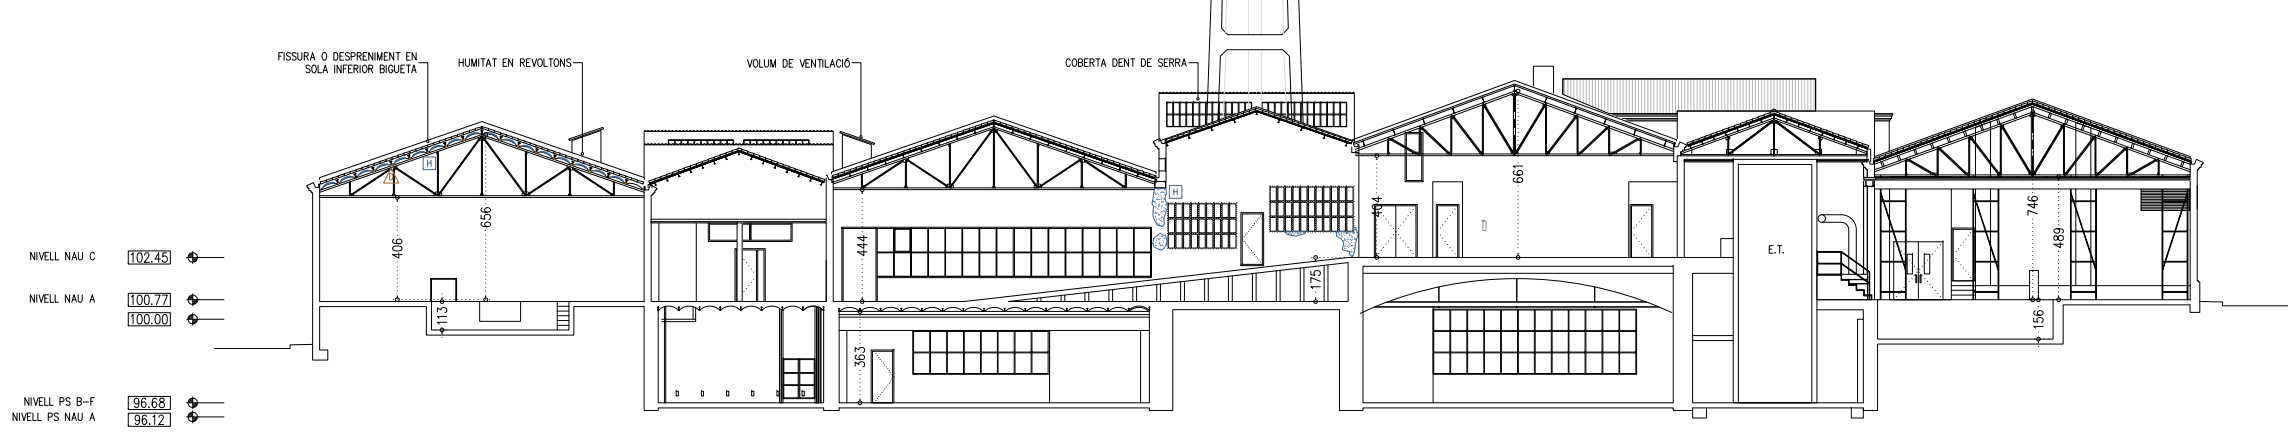 FISSURA O DESPRENIMENT EN
SOLA INFERIOR BIGUETA
HUMITAT EN REVOLTONS
VOLUM DE VENTILACIÓ
COBERTA DENT DE SERRA
H
H
406
656
444
404
661
746
489
175
113
363
156
E.T.
NIVELL NAU C 102.45
NIVELL NAU A 100.77
100.00
NIVELL PS B-F 96.68
NIVELL PS NAU A 96.12